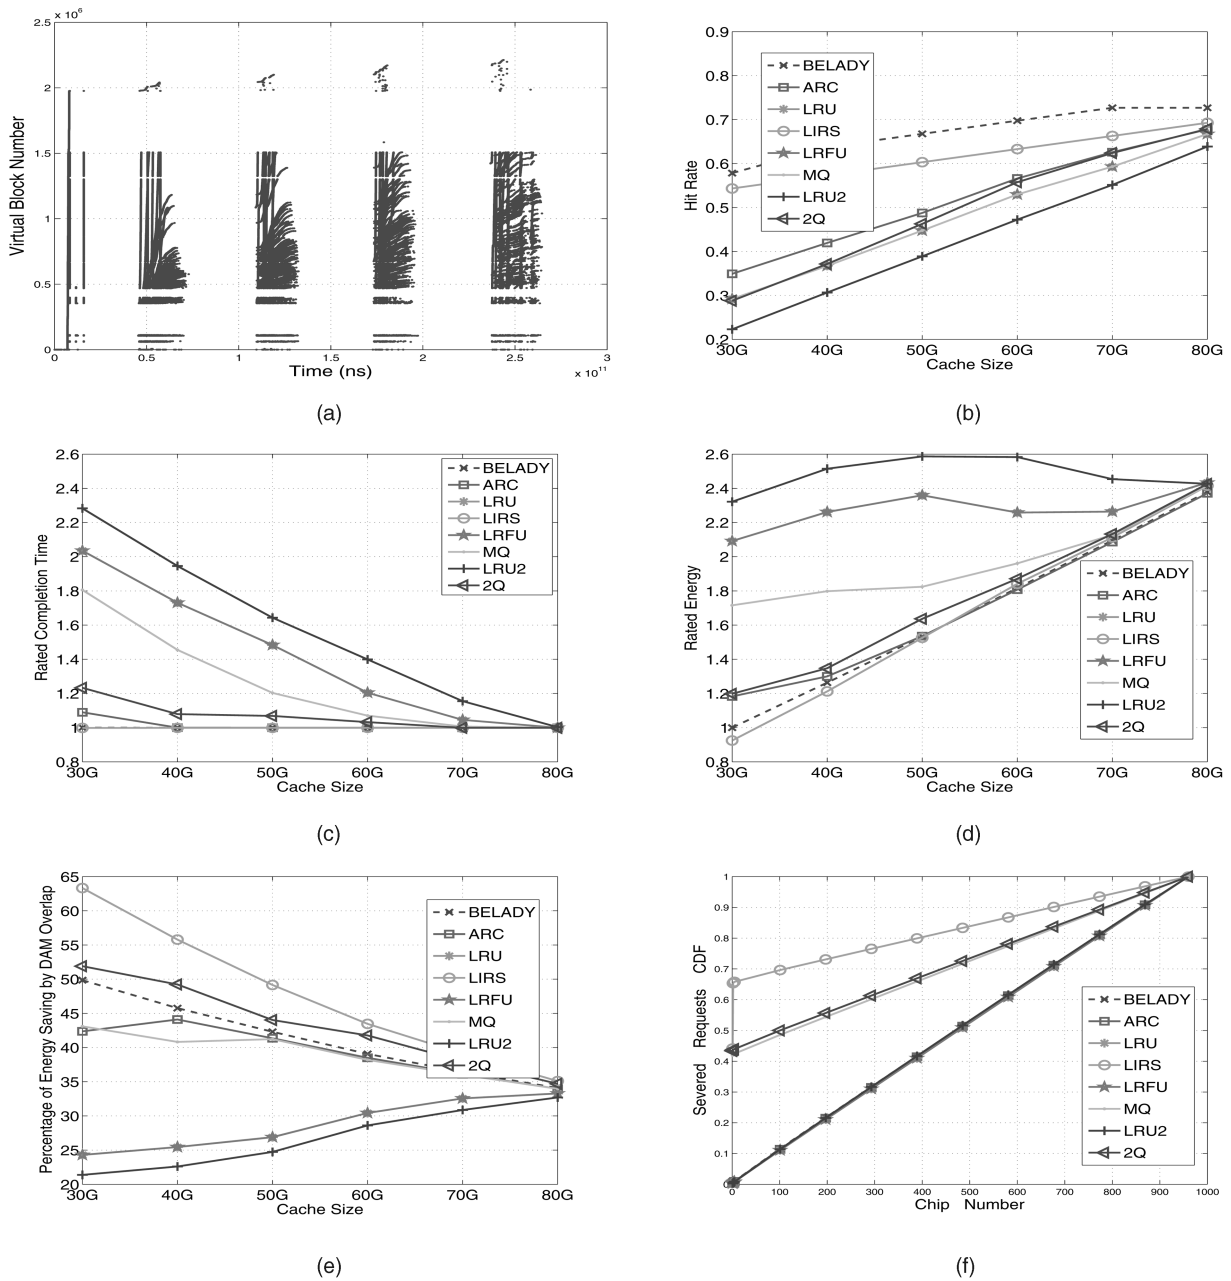 x 10⁶
2.5
2
1.5
1
0.5
0
0 0.5 1 1.5 2 2.5 3
x 10¹¹
Virtual Block Number
Time (ns)
(a)
0.9
0.8
0.7
0.6
0.5
0.4
0.3
0.2
Hit Rate
BELADY
ARC
LRU
LIRS
LRFU
MQ
LRU2
2Q
30G 40G 50G 60G 70G 80G
Cache Size
(b)
2.6
2.4
2.2
2
1.8
1.6
1.4
1.2
1
0.8
Rated Completion Time
BELADY
ARC
LRU
LIRS
LRFU
MQ
LRU2
2Q
30G 40G 50G 60G 70G 80G
Cache Size
(c)
2.6
2.4
2.2
2
1.8
1.6
1.4
1.2
1
0.8
Rated Energy
BELADY
ARC
LRU
LIRS
LRFU
MQ
LRU2
2Q
30G 40G 50G 60G 70G 80G
Cache Size
(d)
65
60
55
50
45
40
35
30
25
20
Percentage of Energy Saving by DAM Overlap
BELADY
ARC
LRU
LIRS
LRFU
MQ
LRU2
2Q
30G 40G 50G 60G 70G 80G
Cache Size
(e)
1
0.9
0.8
0.7
0.6
0.5
0.4
0.3
0.2
0.1
0
Severed Requests CDF
BELADY
ARC
LRU
LIRS
LRFU
MQ
LRU2
2Q
0 100 200 300 400 500 600 700 800 900 1000
Chip Number
(f)